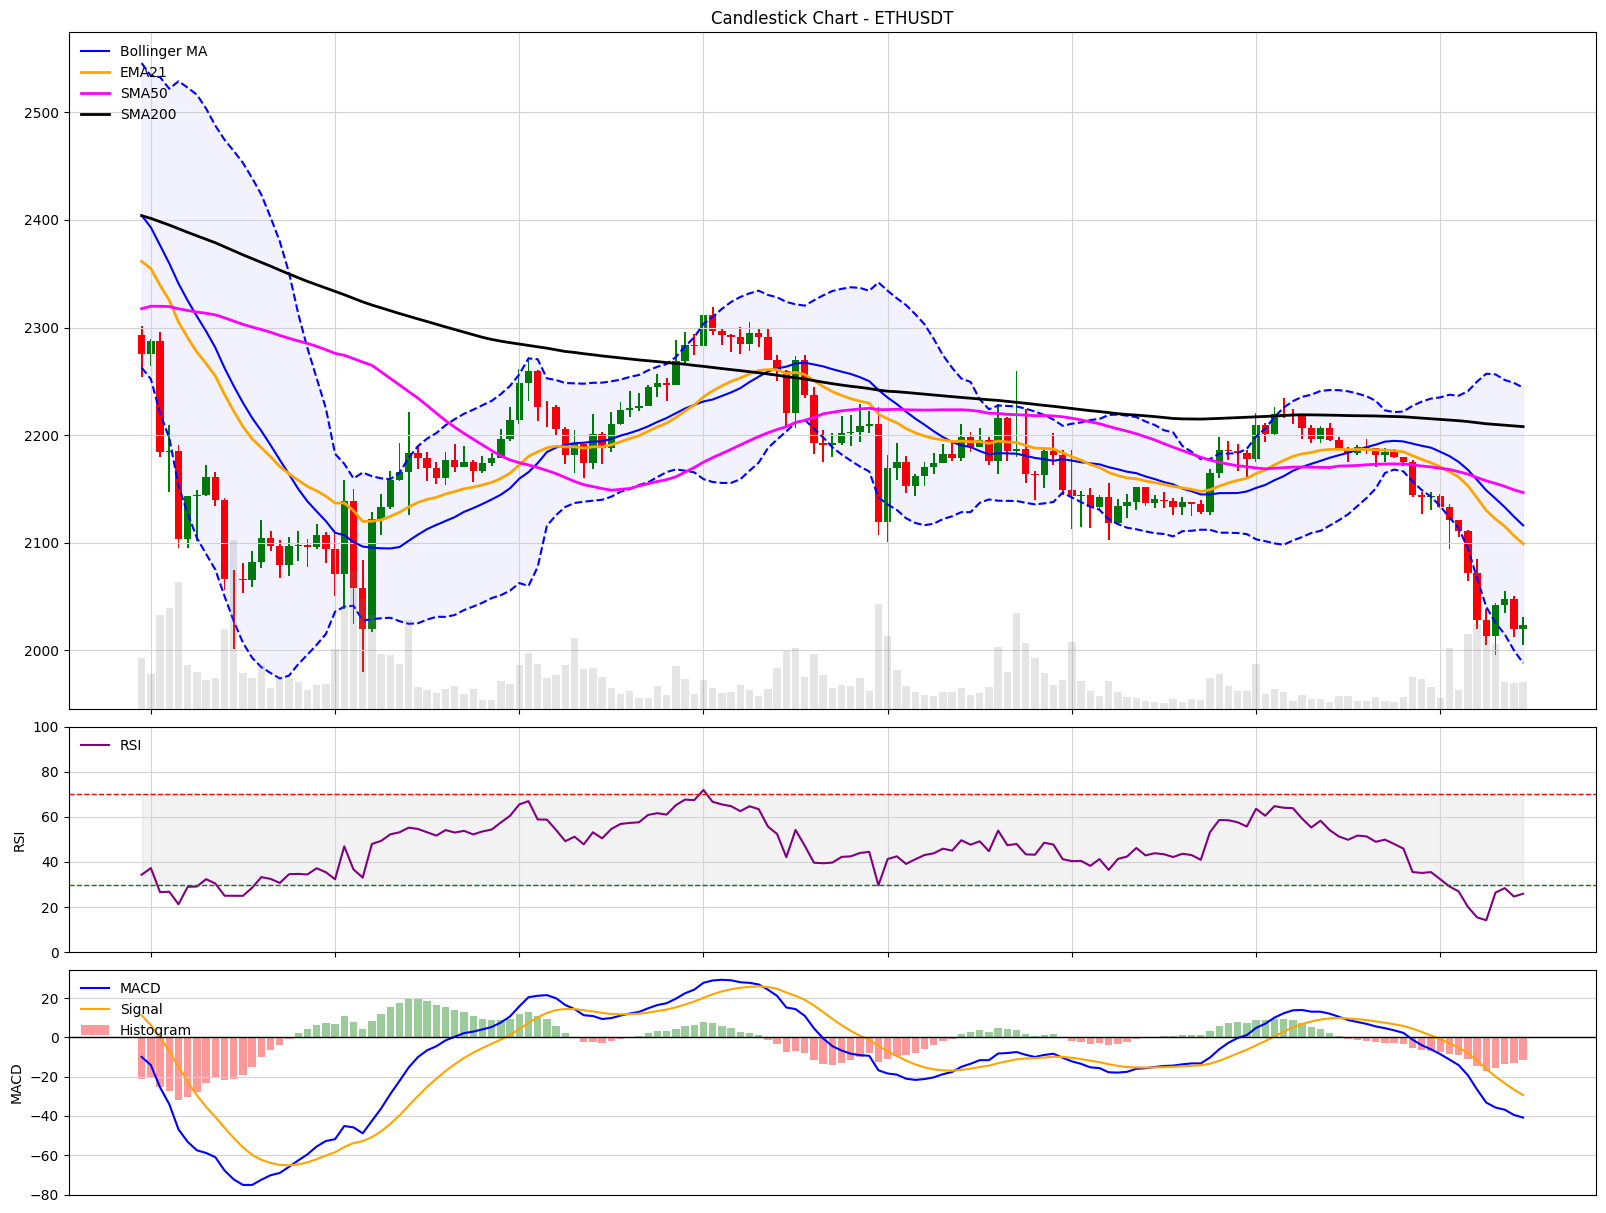 Candlestick Chart - ETHUSDT
Bollinger MA
EMA21
SMA50
SMA200
2500
2400
2300
2200
2100
2000
RSI
100
80
60
40
20
0
RSI
MACD
Signal
Histogram
20
0
−20
−40
−60
−80
MACD